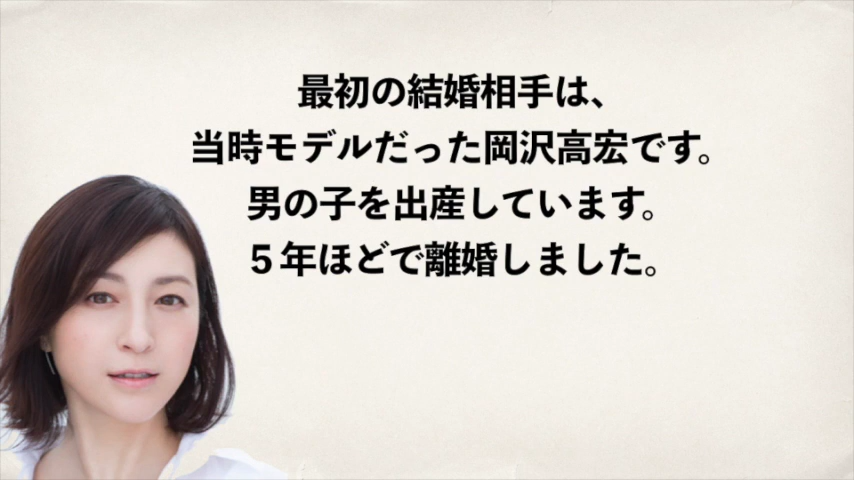 最初の結婚相手は、
当時モデルだった岡沢高宏です。
男の子を出産しています。
５年ほどで離婚しました。